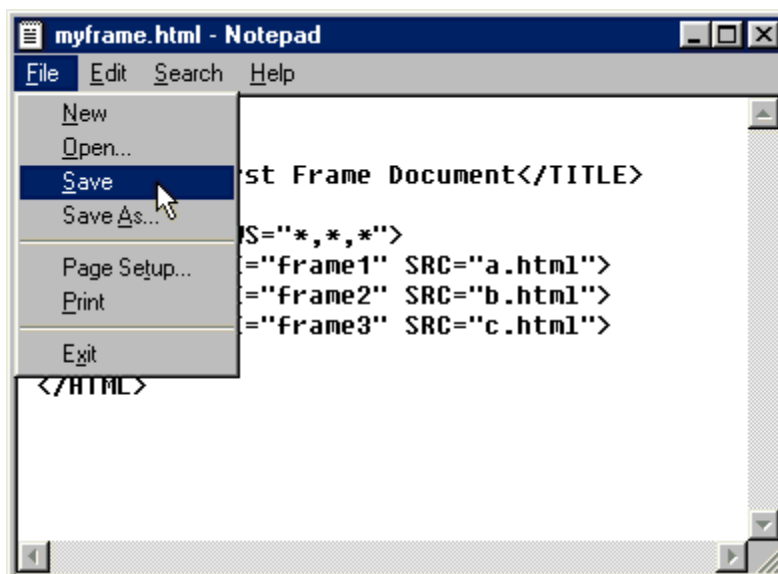 myframe.html - Notepad
File Edit Search Help
New
Open...
Save
Save As...
Page Setup...
Print
Exit
st Frame Document</TITLE>
S="*,*,*">
="frame1" SRC="a.html">
="frame2" SRC="b.html">
="frame3" SRC="c.html">
</HTML>